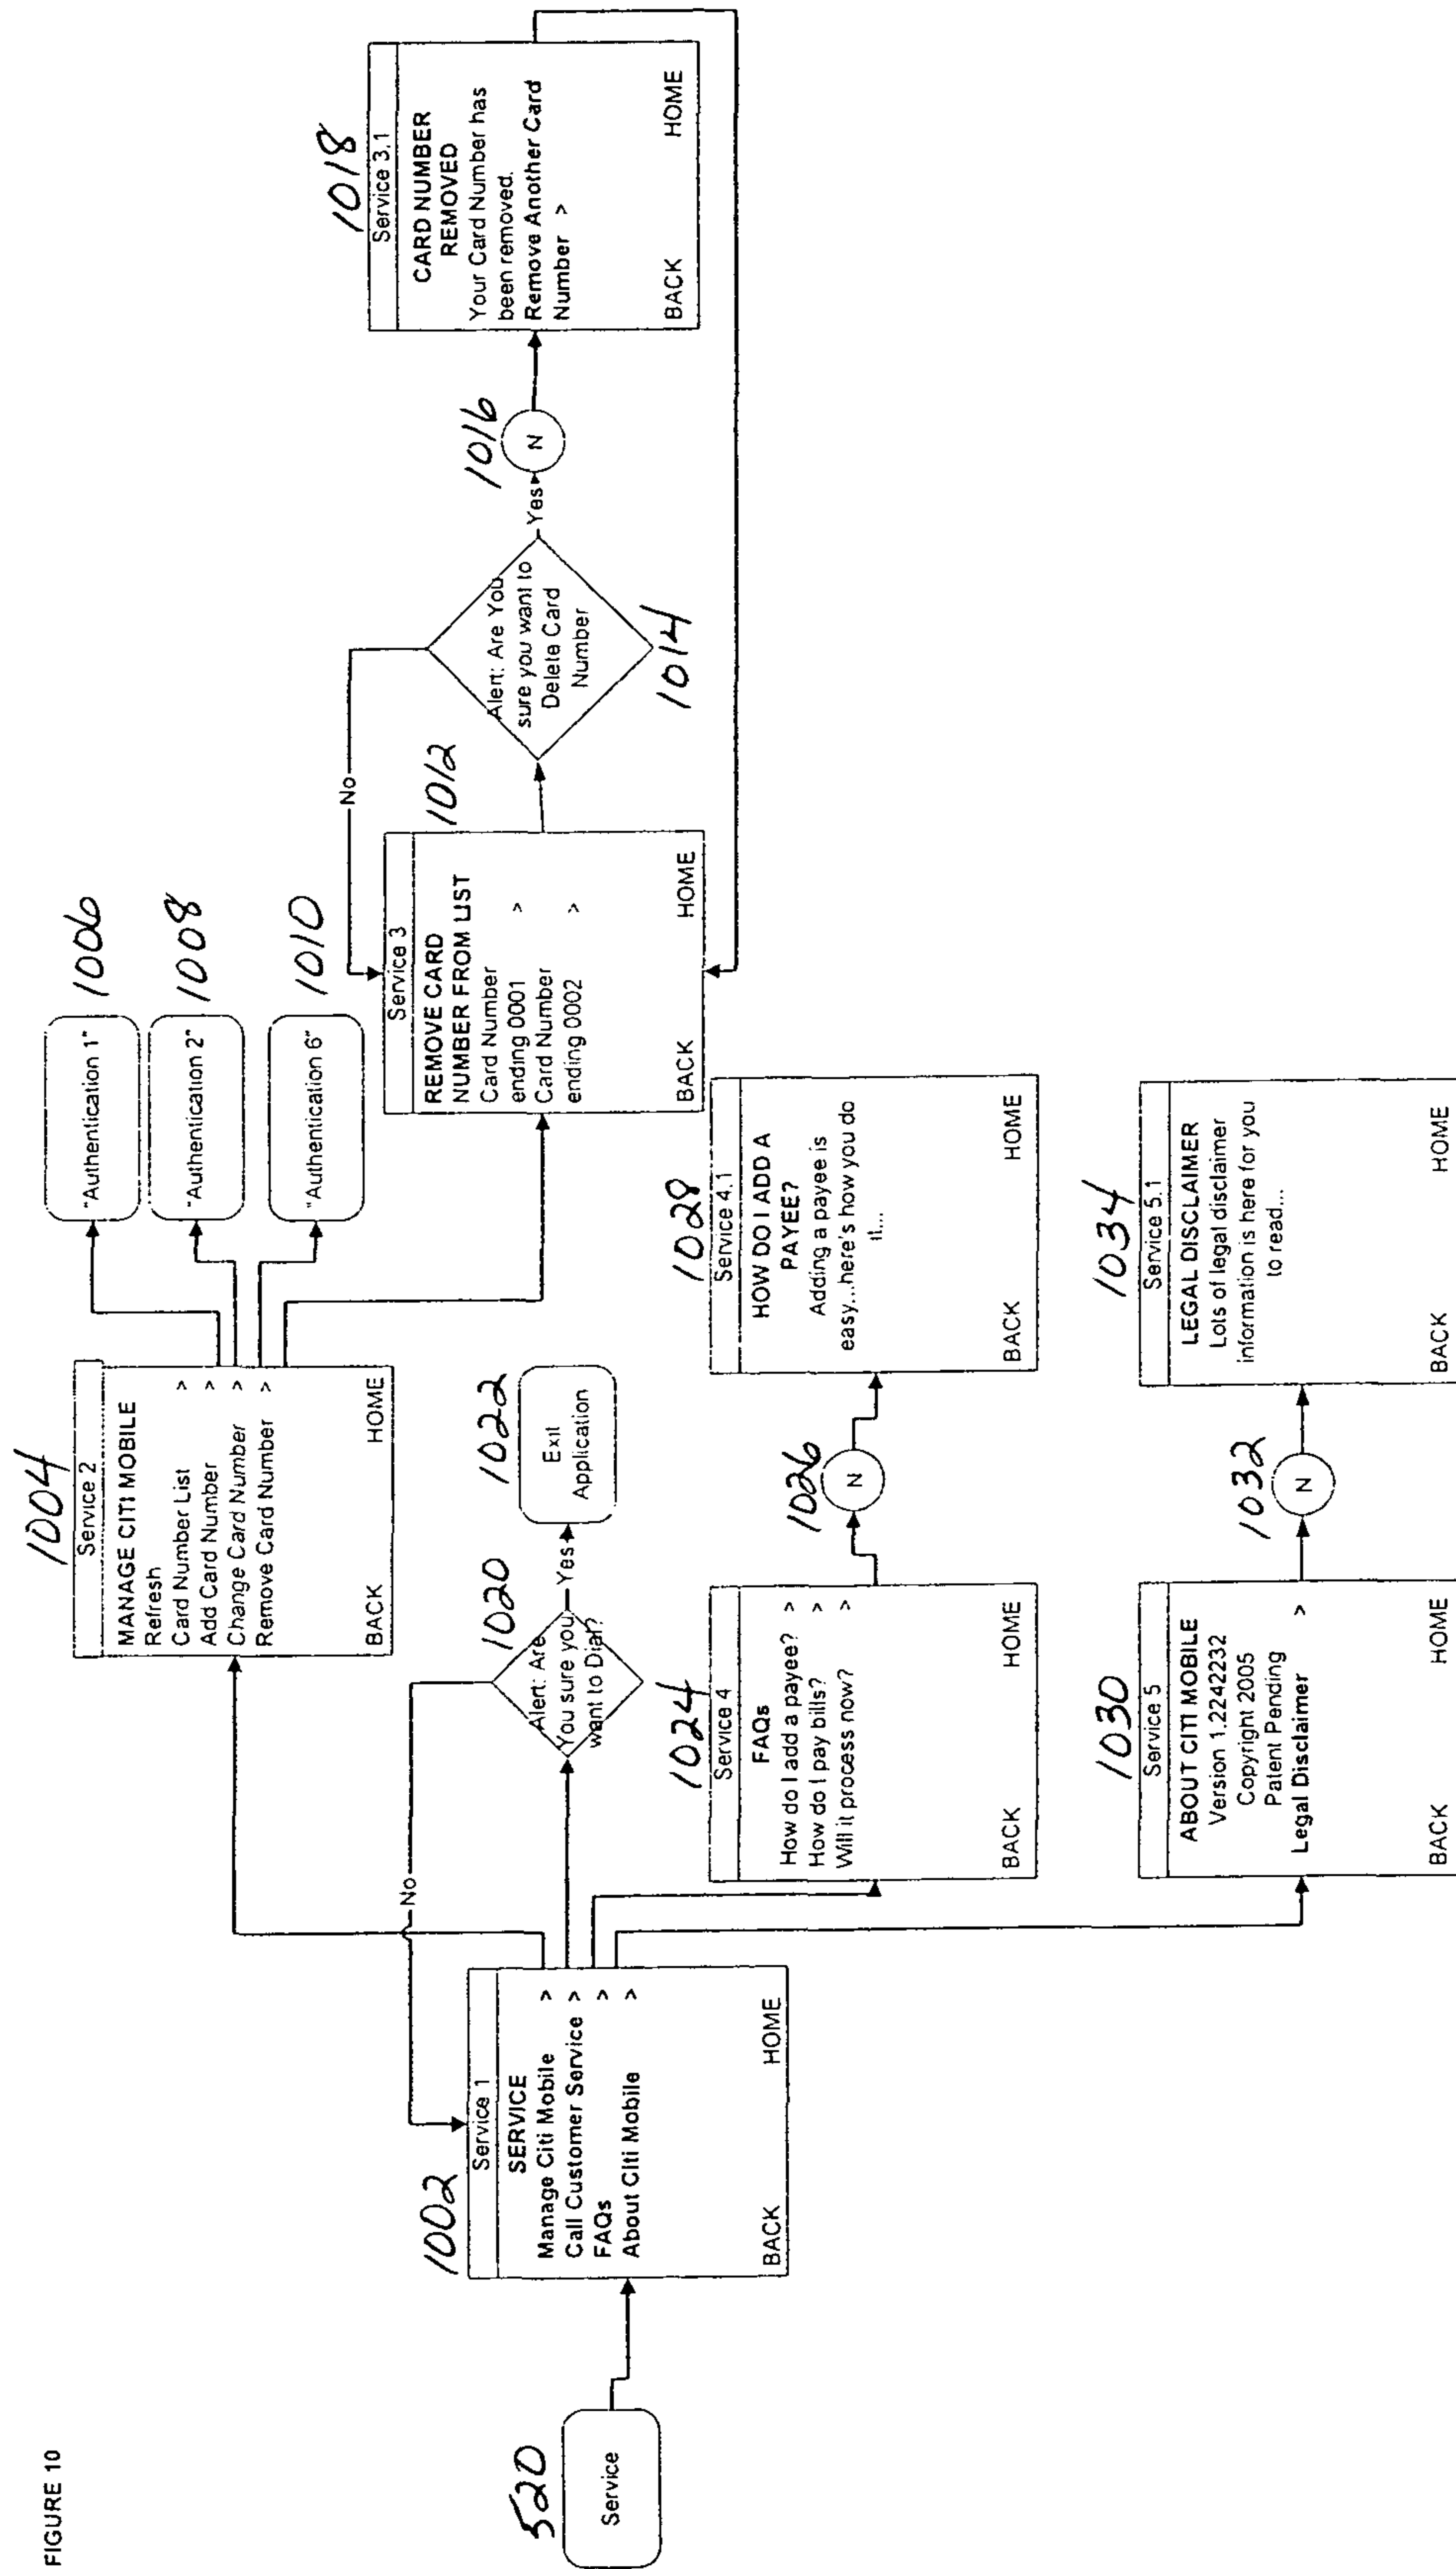 FIGURE 10
520
Service
1002
Service 1
SERVICE
Manage Citi Mobile >
Call Customer Service >
FAQs >
About Citi Mobile >
BACK HOME
No
1004
Service 2
MANAGE CITI MOBILE
Refresh
Card Number List >
Add Card Number >
Change Card Number >
Remove Card Number >
BACK HOME
"Authentication 1"
1006
"Authentication 2"
1008
"Authentication 6"
1010
1020
Alert: Are
You sure you
want to Dial?
Yes
1022
Exit
Application
1012
Service 3
REMOVE CARD
NUMBER FROM LIST
Card Number
ending 0001 >
Card Number
ending 0002 >
BACK HOME
No
Alert: Are You
sure you want to
Delete Card
Number
1014
Yes
1016
N
1018
Service 3.1
CARD NUMBER
REMOVED
Your Card Number has
been removed.
Remove Another Card
Number >
BACK HOME
1024
Service 4
FAQs
How do I add a payee? >
How do I pay bills? >
Will it process now? >
BACK HOME
1026
N
1028
Service 4.1
HOW DO I ADD A
PAYEE?
Adding a payee is
easy...here's how you do
it...
BACK HOME
1030
Service 5
ABOUT CITI MOBILE
Version 1.2242232
Copyright 2005
Patent Pending
Legal Disclaimer >
BACK HOME
1032
N
1034
Service 5.1
LEGAL DISCLAIMER
Lots of legal disclaimer
information is here for you
to read...
BACK HOME